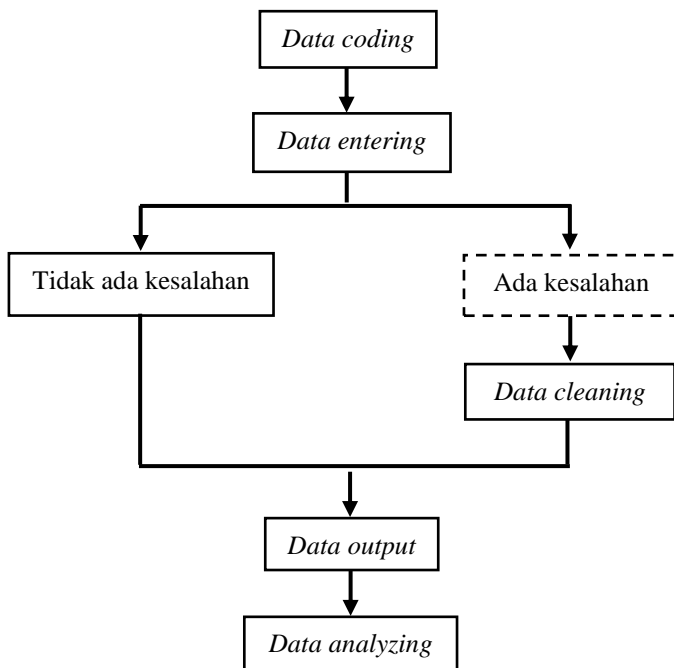 Data coding
Data entering
Tidak ada kesalahan
Ada kesalahan
Data cleaning
Data output
Data analyzing